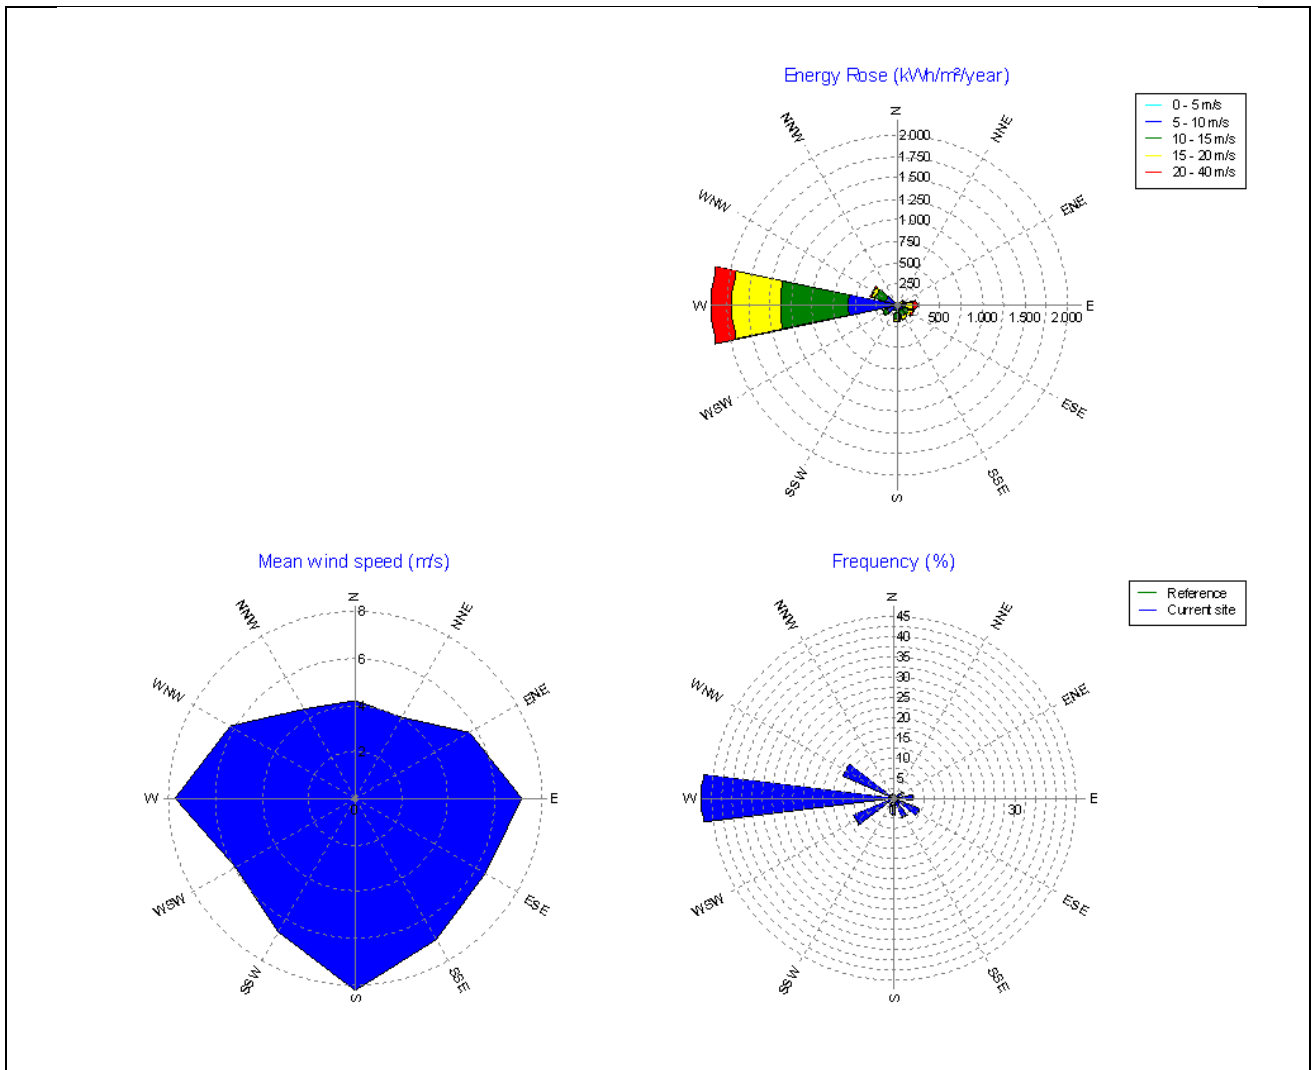 Energy Rose (kWh/m²/year)
0 - 5 m/s
5 - 10 m/s
10 - 15 m/s
15 - 20 m/s
20 - 40 m/s
N
NNW
NNE
WNW
ENE
W
E
WSW
ESE
SSW
SSE
S
2.000
1.750
1.500
1.250
1.000
750
500
250
500 1.000 1.500 2.000
Mean wind speed (m/s)
N
NNW
NNE
WNW
ENE
W
E
WSW
ESE
SSW
SSE
S
8
6
4
2
0
Frequency (%)
Reference
Current site
N
NNW
NNE
WNW
ENE
W
E
WSW
ESE
SSW
SSE
S
45
40
35
30
25
20
15
10
5
30